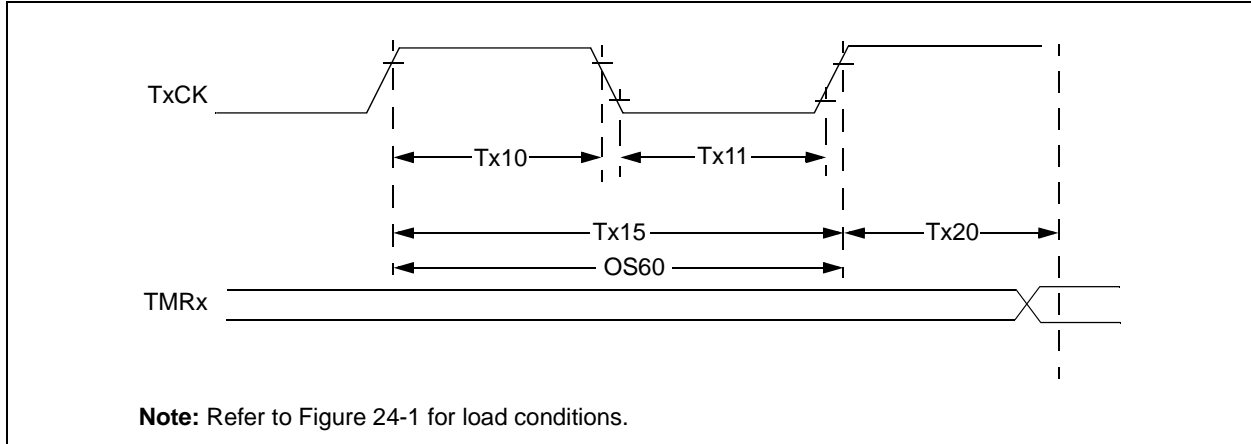 TxCK
Tx10
Tx11
Tx15
Tx20
OS60
TMRx
Note: Refer to Figure 24-1 for load conditions.